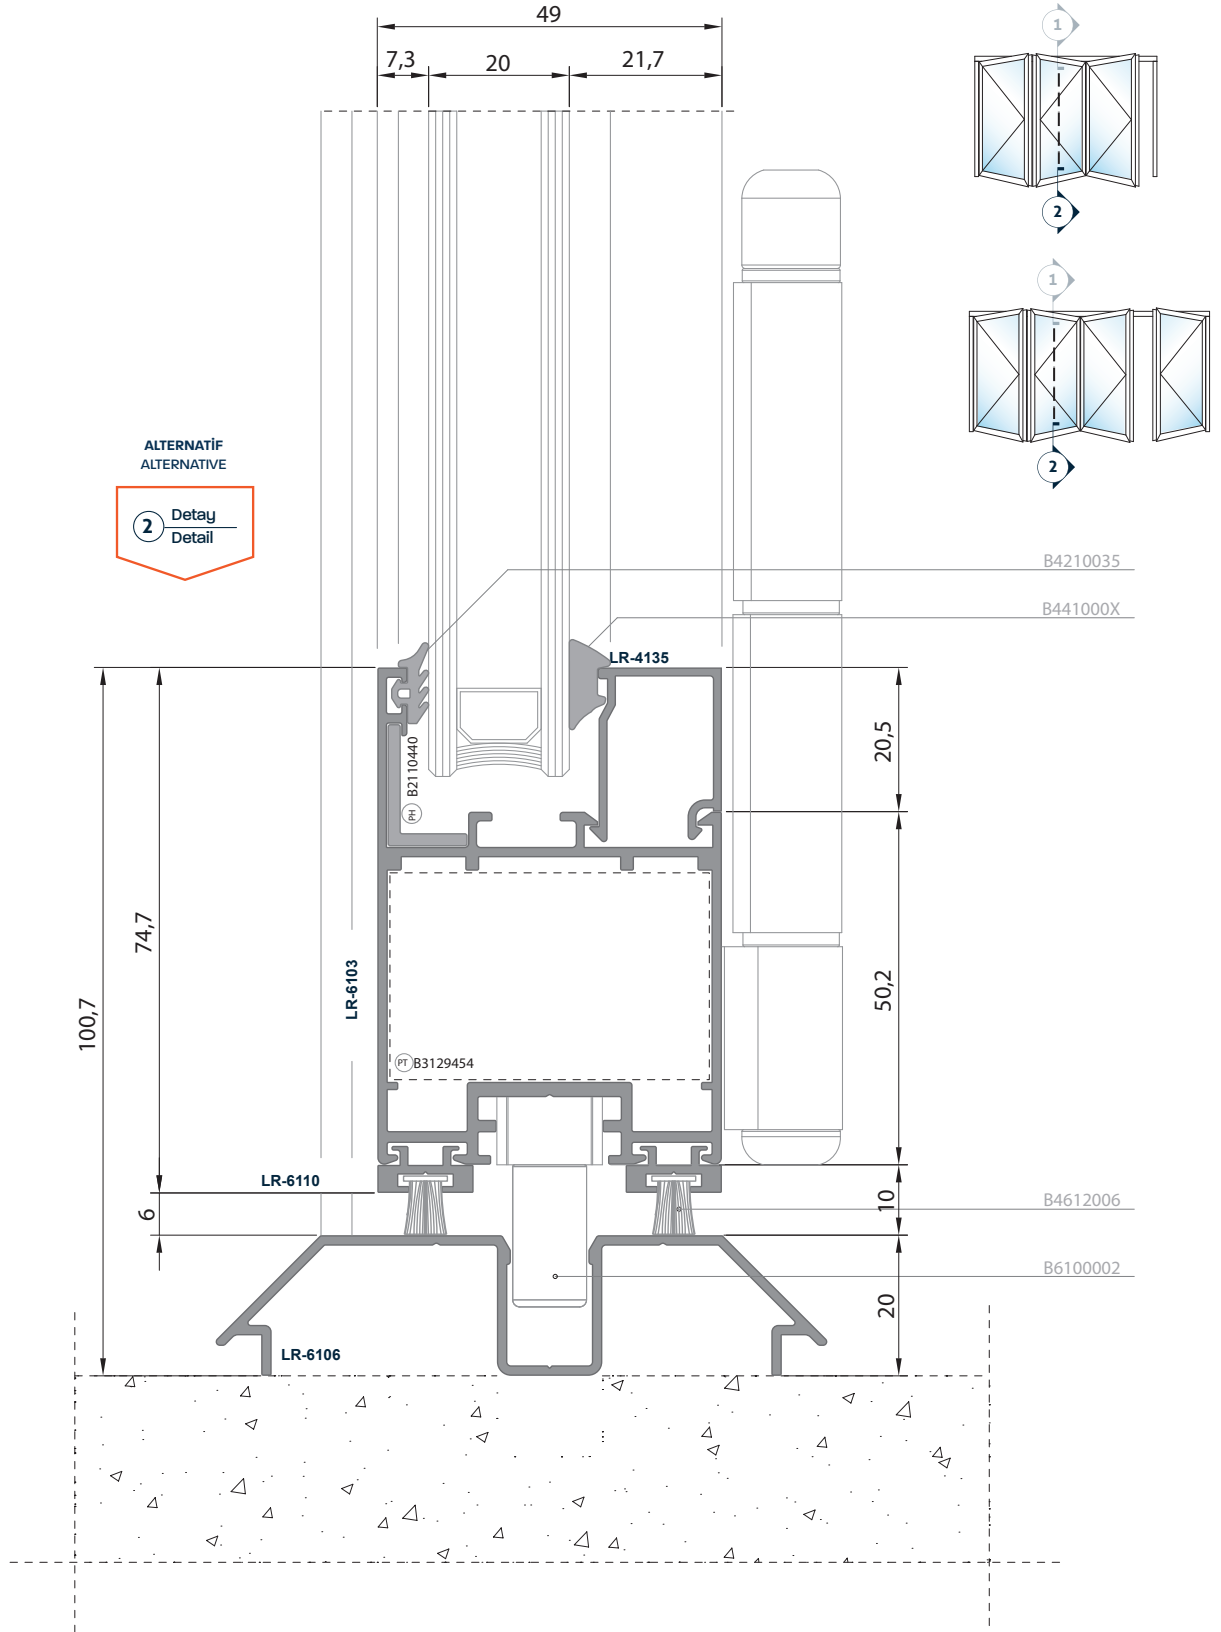 49
7,3
20
21,7
1
2
1
2
ALTERNATİF
ALTERNATIVE
2
Detay
Detail
B4210035
B441000X
LR-4135
B2110440
PH
20,5
74,7
100,7
LR-6103
50,2
PT
B3129454
LR-6110
6
10
B4612006
B6100002
20
LR-6106